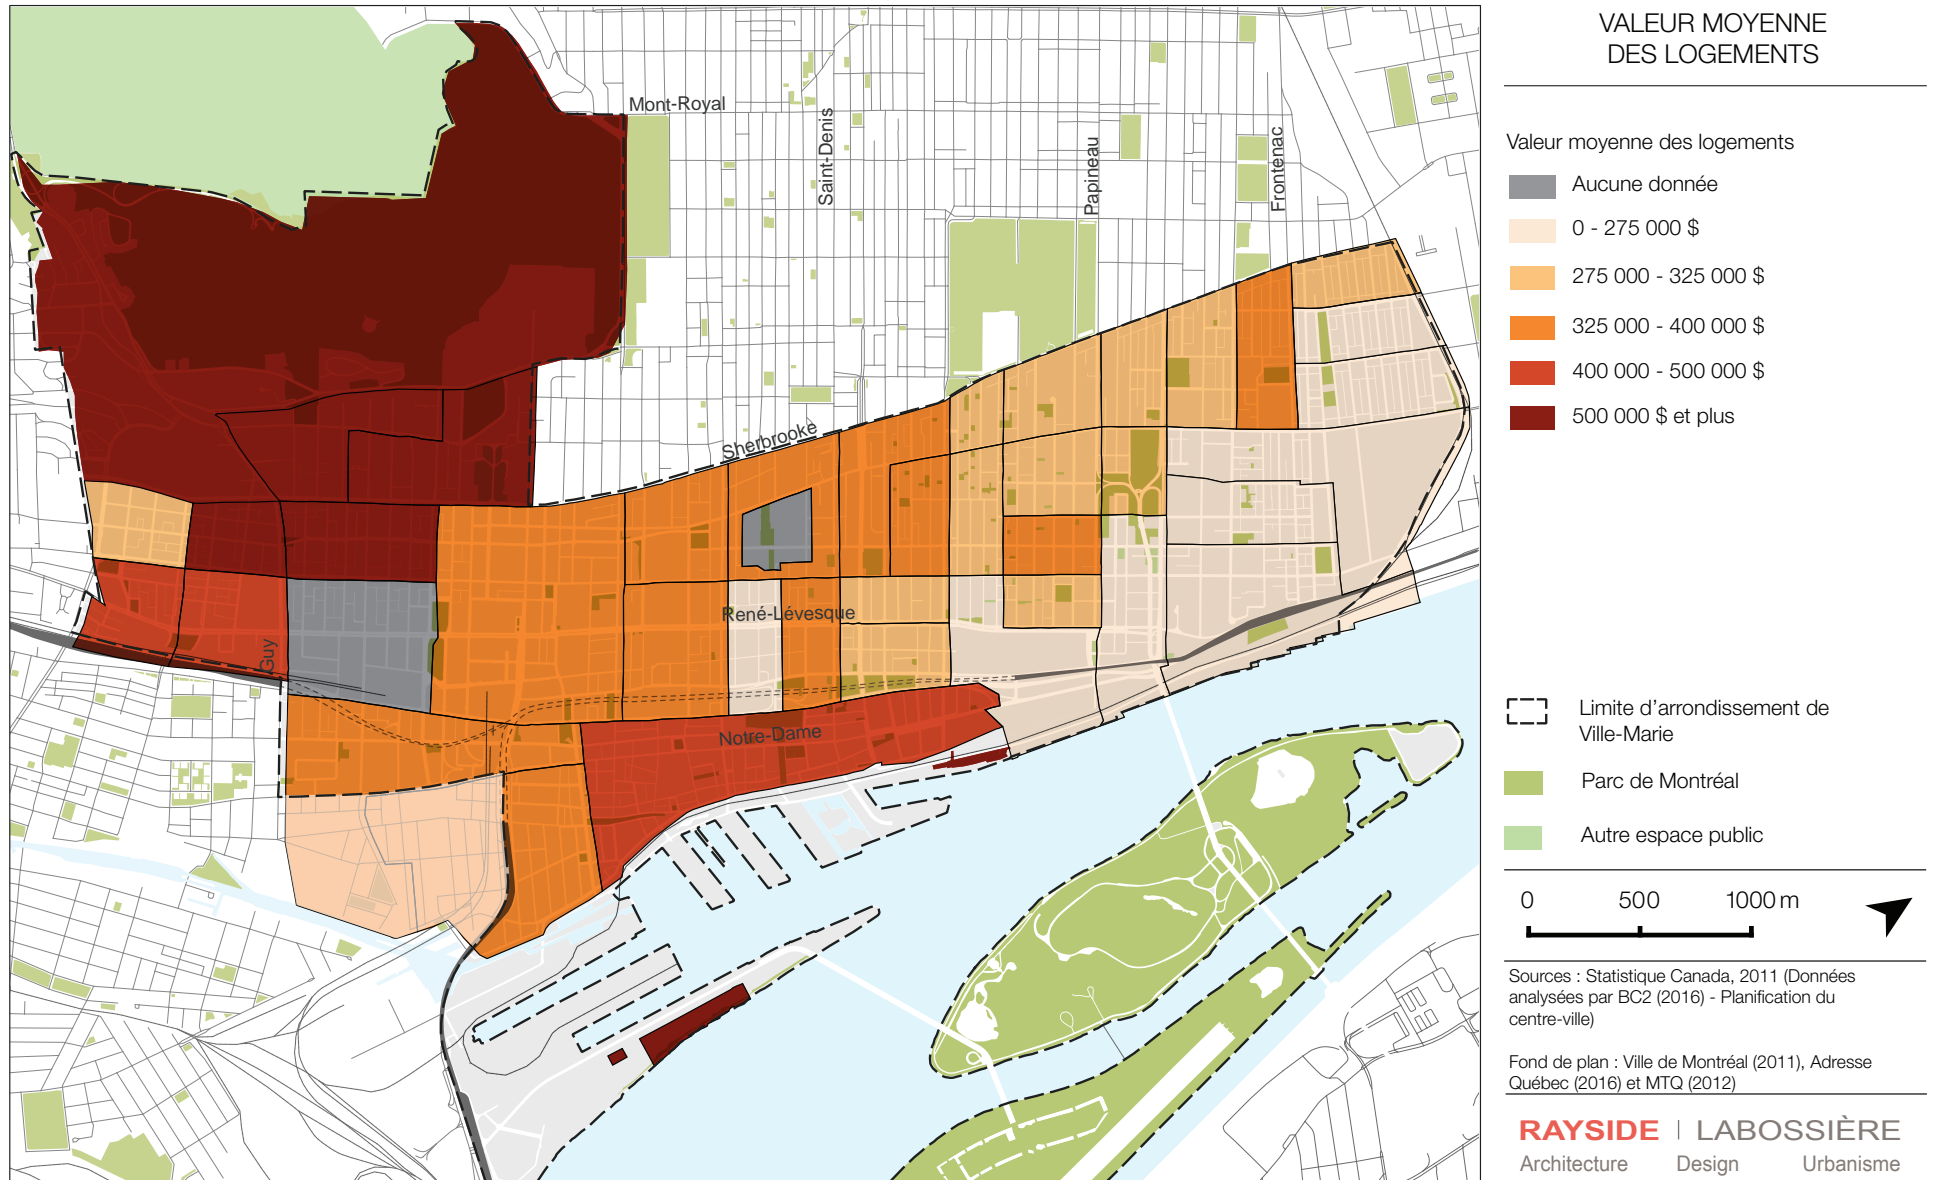 VALEUR MOYENNE
DES LOGEMENTS
Valeur moyenne des logements
Aucune donnée
0 - 275 000 $
275 000 - 325 000 $
325 000 - 400 000 $
400 000 - 500 000 $
500 000 $ et plus
Mont-Royal
Saint-Denis
Papineau
Frontenac
Sherbrooke
René-Lévesque
Guy
Notre-Dame
Limite d'arrondissement de
Ville-Marie
Parc de Montréal
Autre espace public
0 500 1000 m
Sources : Statistique Canada, 2011 (Données
analysées par BC2 (2016) - Planification du
centre-ville)
Fond de plan : Ville de Montréal (2011), Adresse
Québec (2016) et MTQ (2012)
RAYSIDE | LABOSSIÈRE
Architecture Design Urbanisme